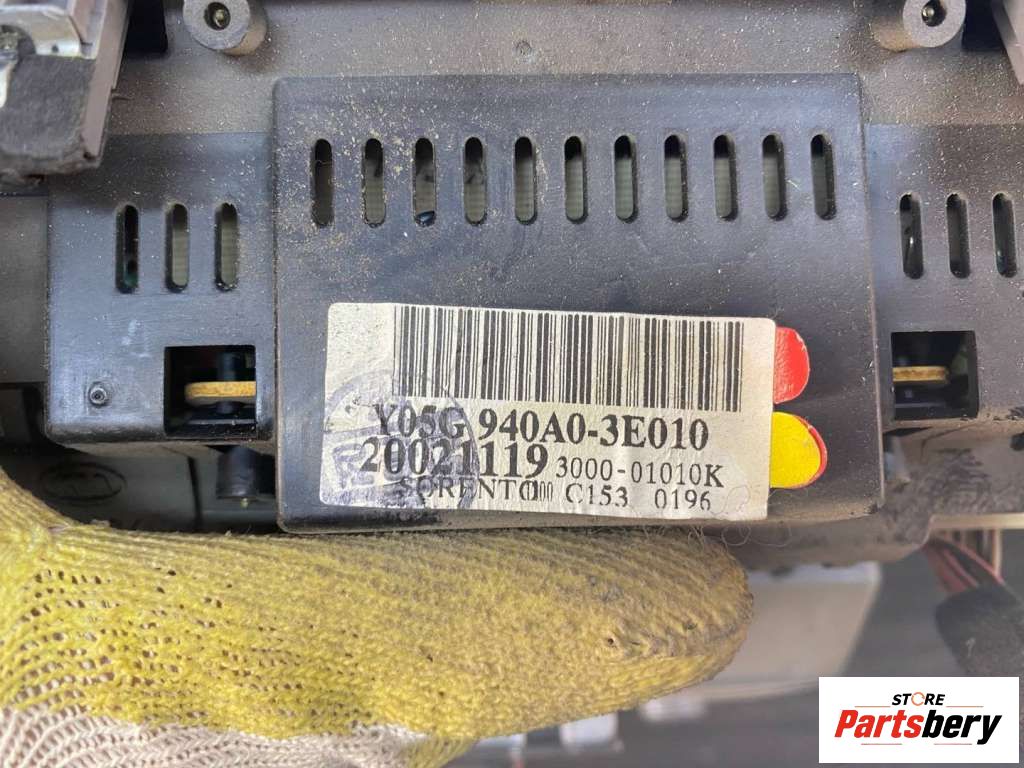 Y05G 940A0-3E010
20021119 3000-01010K
SORENTO C153 0196
STORE
Partsbery